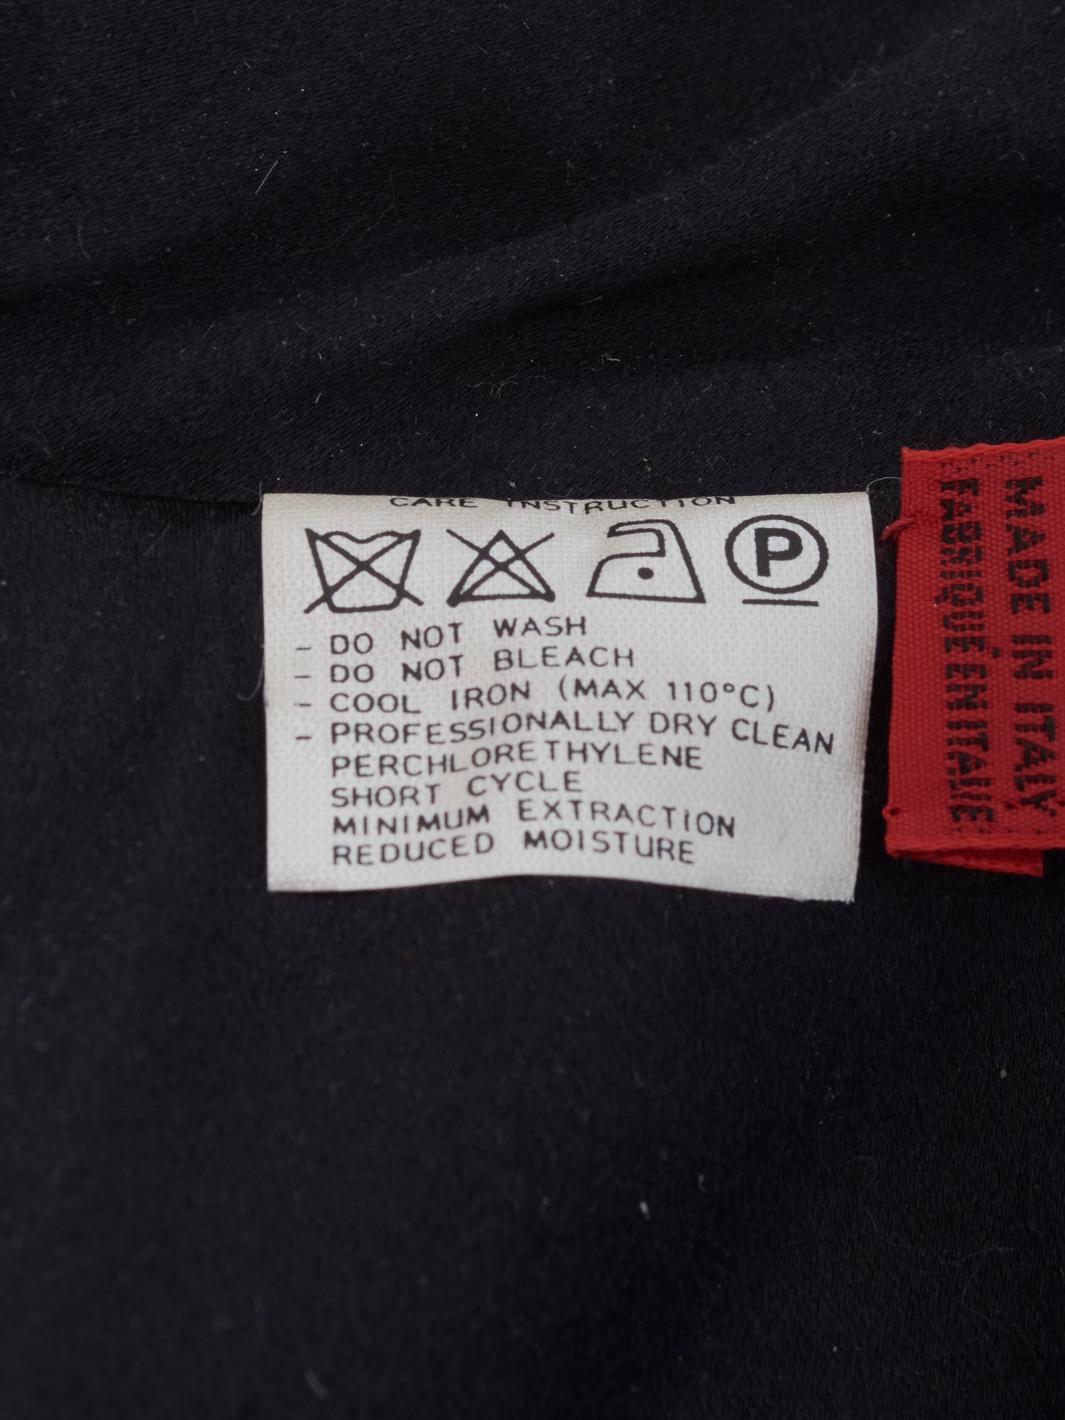 CARE INSTRUCTION
P
- DO NOT WASH
- DO NOT BLEACH
- COOL IRON (MAX 110°C)
- PROFESSIONALLY DRY CLEAN
PERCHLORETHYLENE
SHORT CYCLE
MINIMUM EXTRACTION
REDUCED MOISTURE
MADE IN ITALY
FABRIQUÉ EN ITALIE